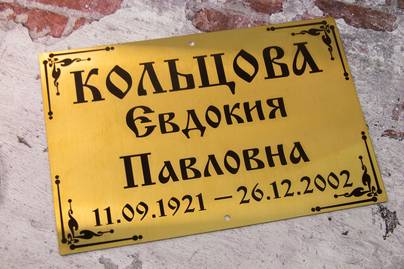 КОЛЬЦОВА
Евдокия
Павловна
11.09.1921 — 26.12.2002